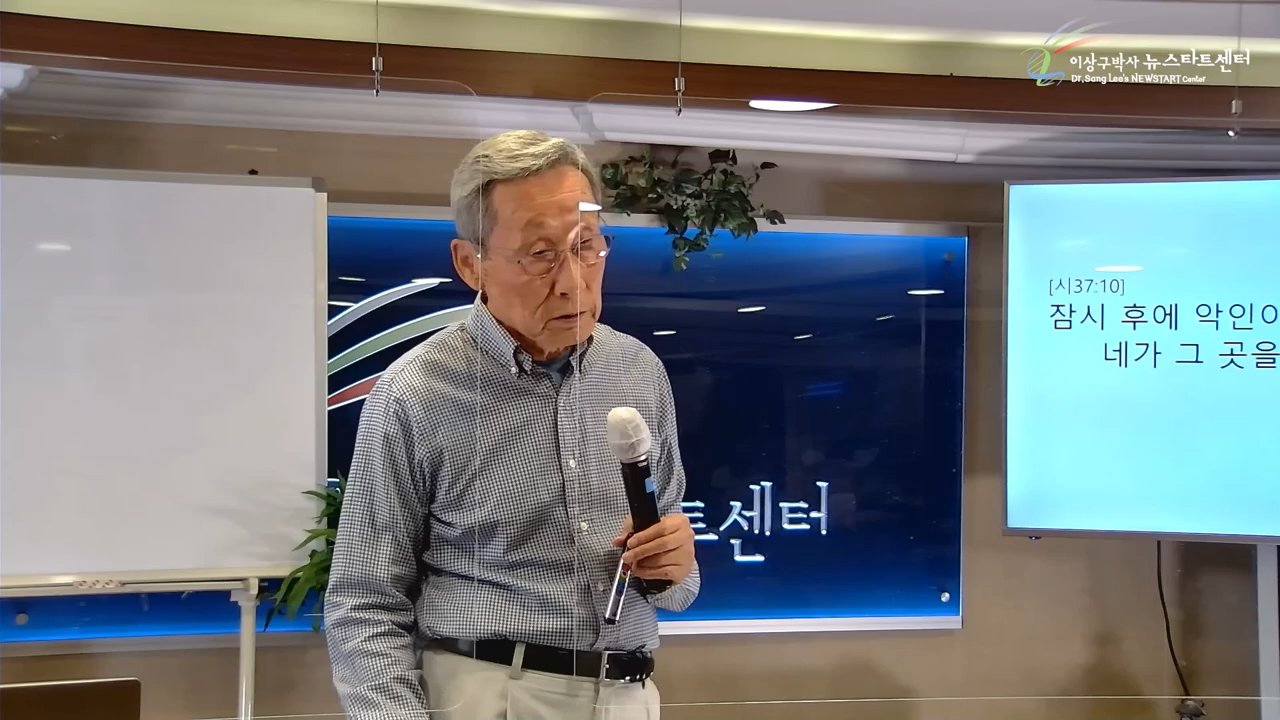 이상구박사 뉴스타트센터
Dr. Sang Lee's NEWSTART Center
[시37:10]
잠시 후에 악인이
네가 그 곳을
트센터